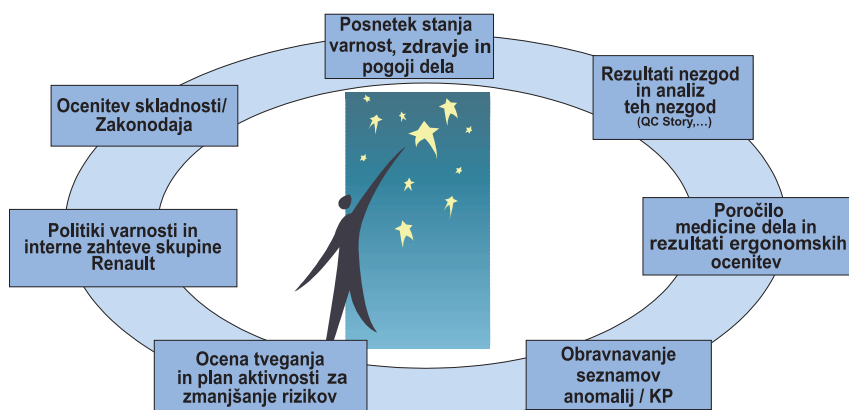 Posnetek stanja
varnost, zdravje in
pogoji dela
Rezultati nezgod
in analiz
teh nezgod
(QC Story,...)
Poročilo
medicine dela in
rezultati ergonomskih
ocenitev
Obravnavanje
seznamov
anomalij / KP
Ocena tveganja
in plan aktivnosti za
zmanjšanje rizikov
Politiki varnosti in
interne zahteve skupine
Renault
Ocenitev skladnosti/
Zakonodaja